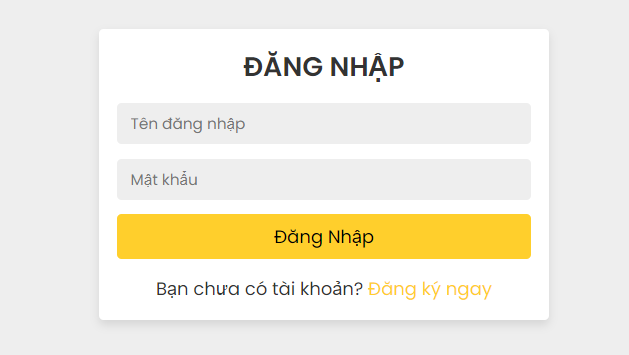 ĐĂNG NHẬP
Tên đăng nhập
Mật khẩu
Đăng Nhập
Bạn chưa có tài khoản? Đăng ký ngay